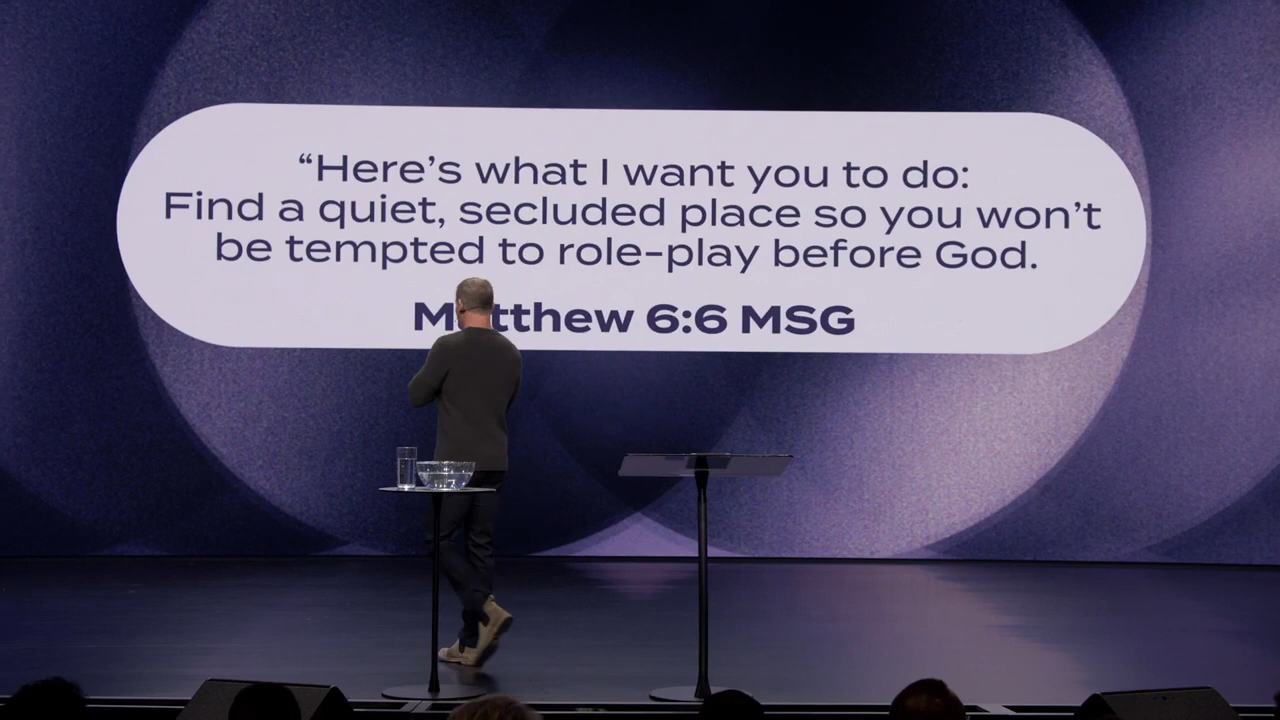 “Here’s what I want you to do:
Find a quiet, secluded place so you won’t
be tempted to role-play before God.
Matthew 6:6 MSG